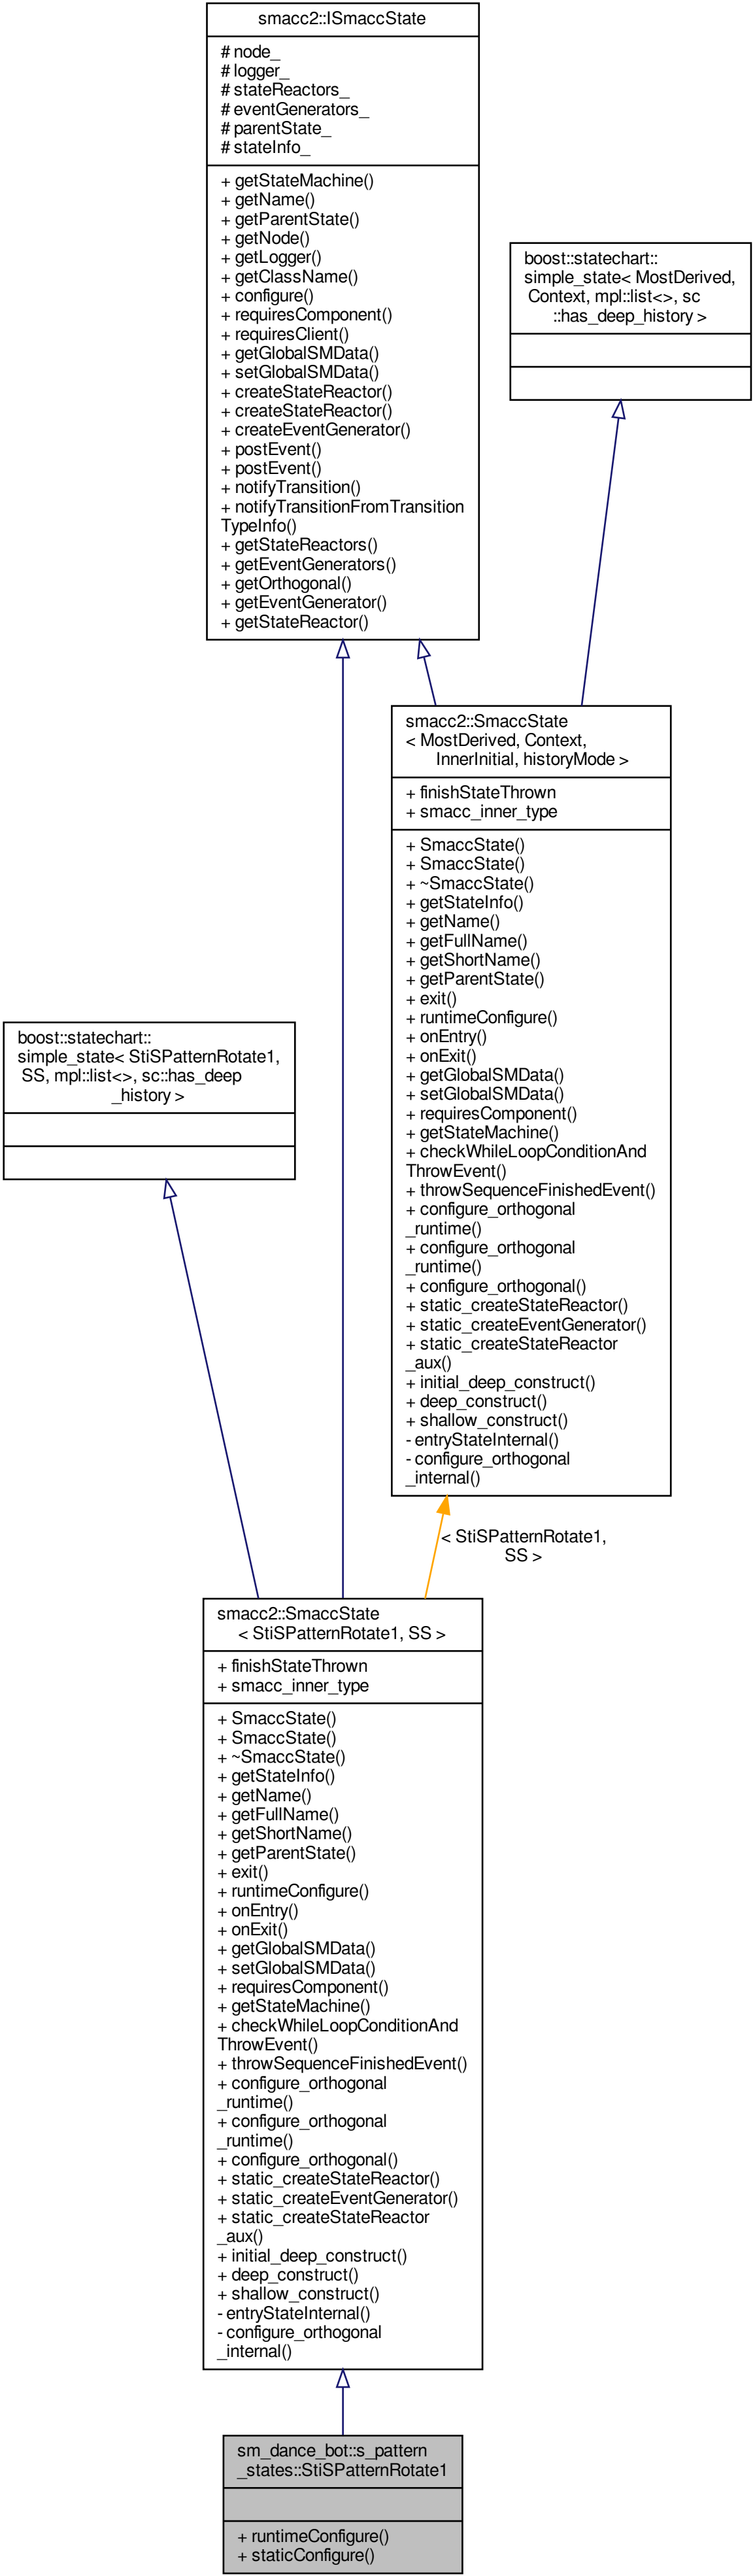 smacc2::ISmaccState
# node_
# logger_
# stateReactors_
# eventGenerators_
# parentState_
# stateInfo_
+ getStateMachine()
+ getName()
+ getParentState()
+ getNode()
+ getLogger()
+ getClassName()
+ configure()
+ requiresComponent()
+ requiresClient()
+ getGlobalSMData()
+ setGlobalSMData()
+ createStateReactor()
+ createStateReactor()
+ createEventGenerator()
+ postEvent()
+ postEvent()
+ notifyTransition()
+ notifyTransitionFromTransition
TypeInfo()
+ getStateReactors()
+ getEventGenerators()
+ getOrthogonal()
+ getEventGenerator()
+ getStateReactor()
boost::statechart::
simple_state< MostDerived,
Context, mpl::list<>, sc
::has_deep_history >
smacc2::SmaccState
< MostDerived, Context,
InnerInitial, historyMode >
+ finishStateThrown
+ smacc_inner_type
+ SmaccState()
+ SmaccState()
+ ~SmaccState()
+ getStateInfo()
+ getName()
+ getFullName()
+ getShortName()
+ getParentState()
+ exit()
+ runtimeConfigure()
+ onEntry()
+ onExit()
+ getGlobalSMData()
+ setGlobalSMData()
+ requiresComponent()
+ getStateMachine()
+ checkWhileLoopConditionAnd
ThrowEvent()
+ throwSequenceFinishedEvent()
+ configure_orthogonal
_runtime()
+ configure_orthogonal
_runtime()
+ configure_orthogonal()
+ static_createStateReactor()
+ static_createEventGenerator()
+ static_createStateReactor
_aux()
+ initial_deep_construct()
+ deep_construct()
+ shallow_construct()
- entryStateInternal()
- configure_orthogonal
_internal()
boost::statechart::
simple_state< StiSPatternRotate1,
SS, mpl::list<>, sc::has_deep
_history >
< StiSPatternRotate1,
SS >
smacc2::SmaccState
< StiSPatternRotate1, SS >
+ finishStateThrown
+ smacc_inner_type
+ SmaccState()
+ SmaccState()
+ ~SmaccState()
+ getStateInfo()
+ getName()
+ getFullName()
+ getShortName()
+ getParentState()
+ exit()
+ runtimeConfigure()
+ onEntry()
+ onExit()
+ getGlobalSMData()
+ setGlobalSMData()
+ requiresComponent()
+ getStateMachine()
+ checkWhileLoopConditionAnd
ThrowEvent()
+ throwSequenceFinishedEvent()
+ configure_orthogonal
_runtime()
+ configure_orthogonal
_runtime()
+ configure_orthogonal()
+ static_createStateReactor()
+ static_createEventGenerator()
+ static_createStateReactor
_aux()
+ initial_deep_construct()
+ deep_construct()
+ shallow_construct()
- entryStateInternal()
- configure_orthogonal
_internal()
sm_dance_bot::s_pattern
_states::StiSPatternRotate1
+ runtimeConfigure()
+ staticConfigure()